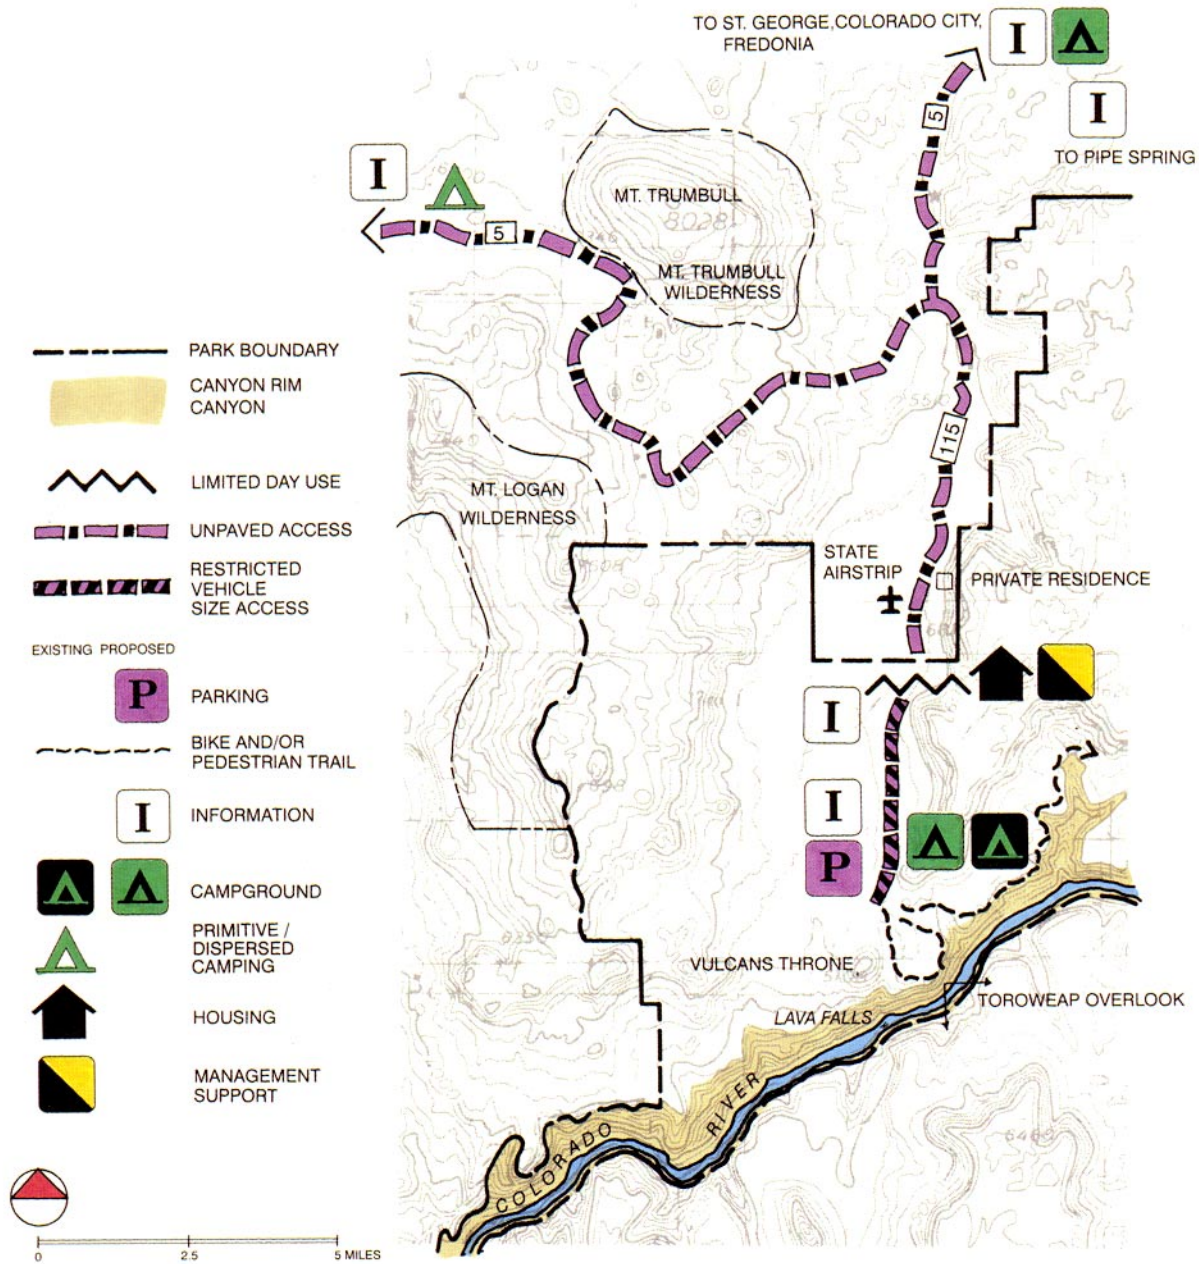 TO ST. GEORGE, COLORADO CITY,
FREDONIA
I
I
TO PIPE SPRING
5
I
5
MT. TRUMBULL
8028
MT. TRUMBULL
WILDERNESS
PARK BOUNDARY
CANYON RIM
CANYON
LIMITED DAY USE
UNPAVED ACCESS
RESTRICTED
VEHICLE
SIZE ACCESS
EXISTING PROPOSED
P PARKING
BIKE AND/OR
PEDESTRIAN TRAIL
I INFORMATION
CAMPGROUND
PRIMITIVE /
DISPERSED
CAMPING
HOUSING
MANAGEMENT
SUPPORT
0 2.5 5 MILES
115
MT. LOGAN
WILDERNESS
STATE
AIRSTRIP
PRIVATE RESIDENCE
I
I
P
VULCANS THRONE
TOROWEAP OVERLOOK
LAVA FALLS
COLORADO RIVER